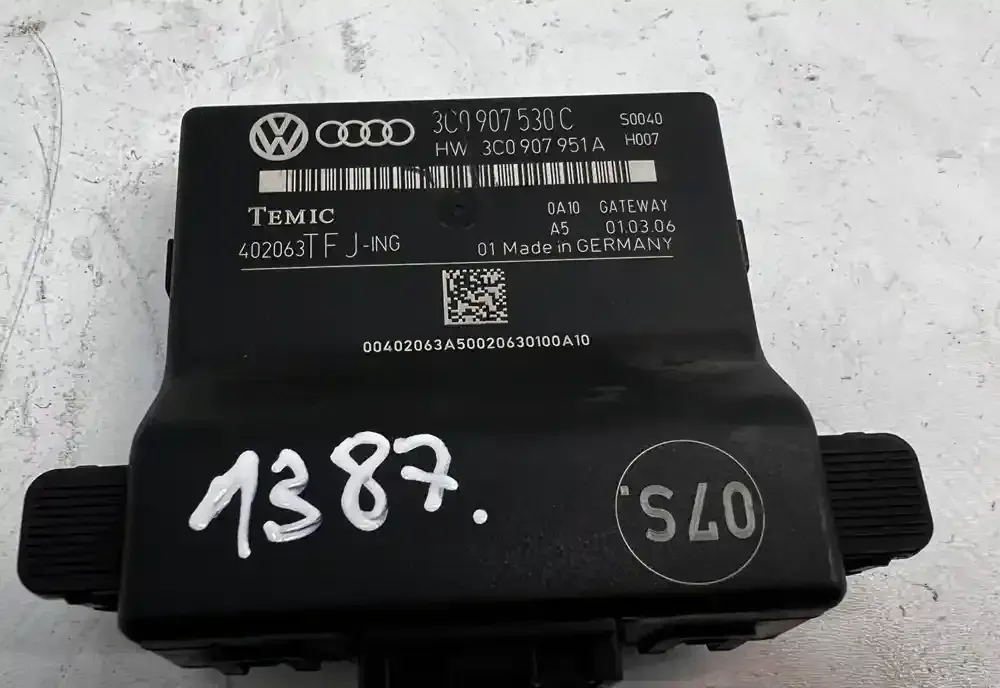 3C0 907 530 C S0040
HW 3C0 907 951 A H007
TEMIC 0A10 GATEWAY
A5 01.03.06
402063TFJ-ING 01 Made in GERMANY
00402063A50020630100A10
1387.
07S.